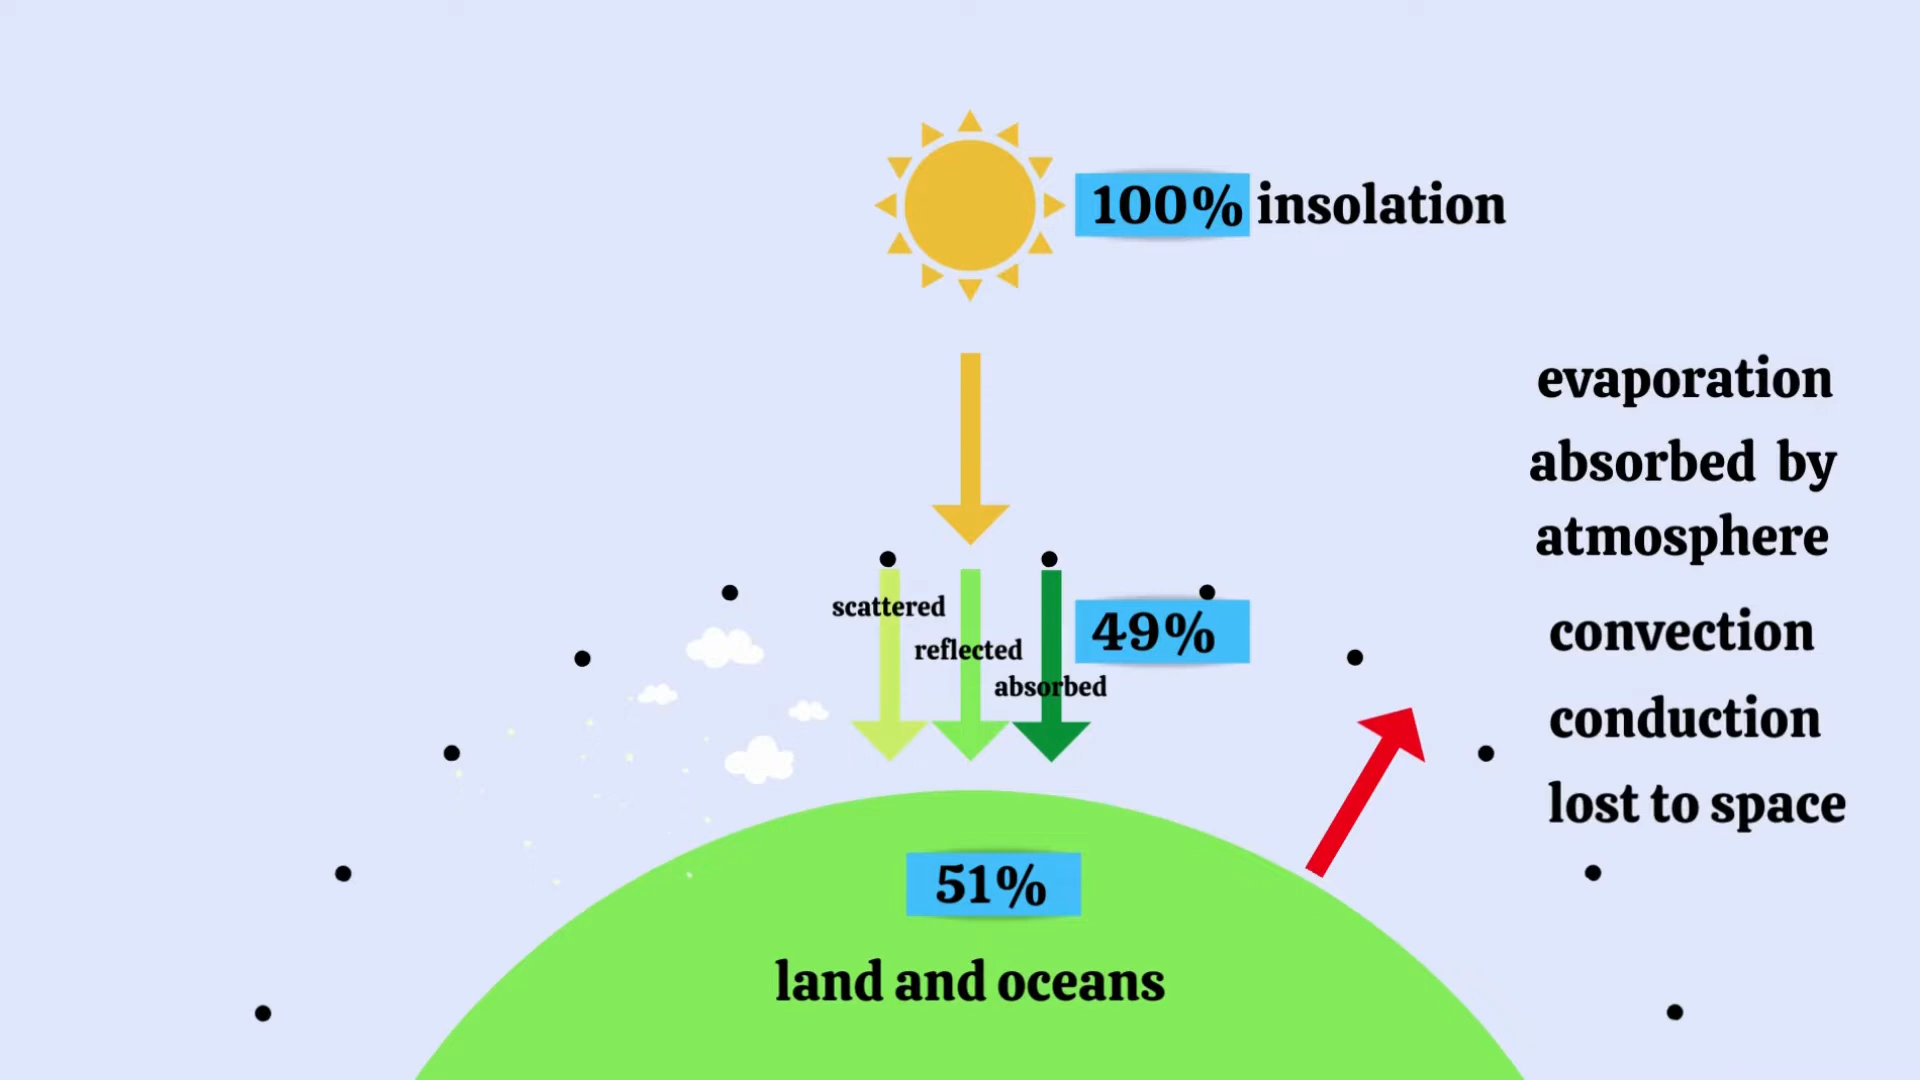 100% insolation
evaporation
absorbed by
atmosphere
scattered
reflected
absorbed
49%
convection
conduction
lost to space
51%
land and oceans